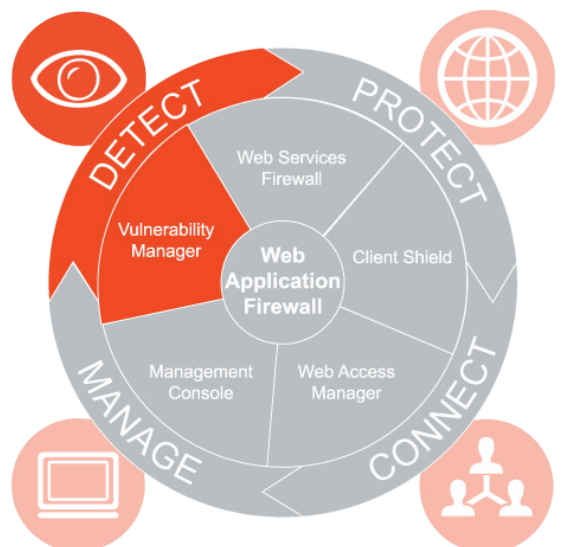 DETECT
PROTECT
Web Services
Firewall
Vulnerability
Manager
Client Shield
Web
Application
Firewall
Management
Console
Web Access
Manager
MANAGE
CONNECT